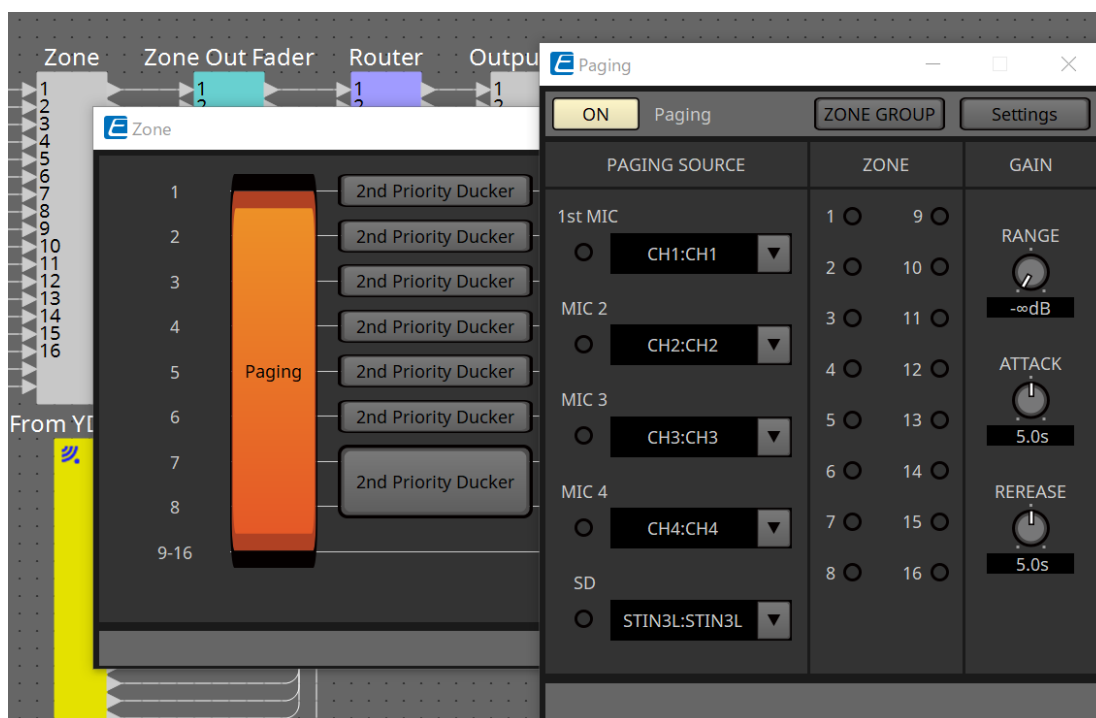 Zone
Zone Out Fader
Router
Outpu
1
2
3
4
5
6
7
8
9
10
11
12
13
14
15
16
1
2
1
2
1
2
From YD
Zone
1
2nd Priority Ducker
2
2nd Priority Ducker
3
2nd Priority Ducker
4
2nd Priority Ducker
5
Paging
2nd Priority Ducker
6
2nd Priority Ducker
7
2nd Priority Ducker
8
9-16
Paging
ON
Paging
ZONE GROUP
Settings
PAGING SOURCE
ZONE
GAIN
1st MIC
CH1:CH1
MIC 2
CH2:CH2
MIC 3
CH3:CH3
MIC 4
CH4:CH4
SD
STIN3L:STIN3L
1
9
2
10
3
11
4
12
5
13
6
14
7
15
8
16
RANGE
-∞dB
ATTACK
5.0s
REREASE
5.0s